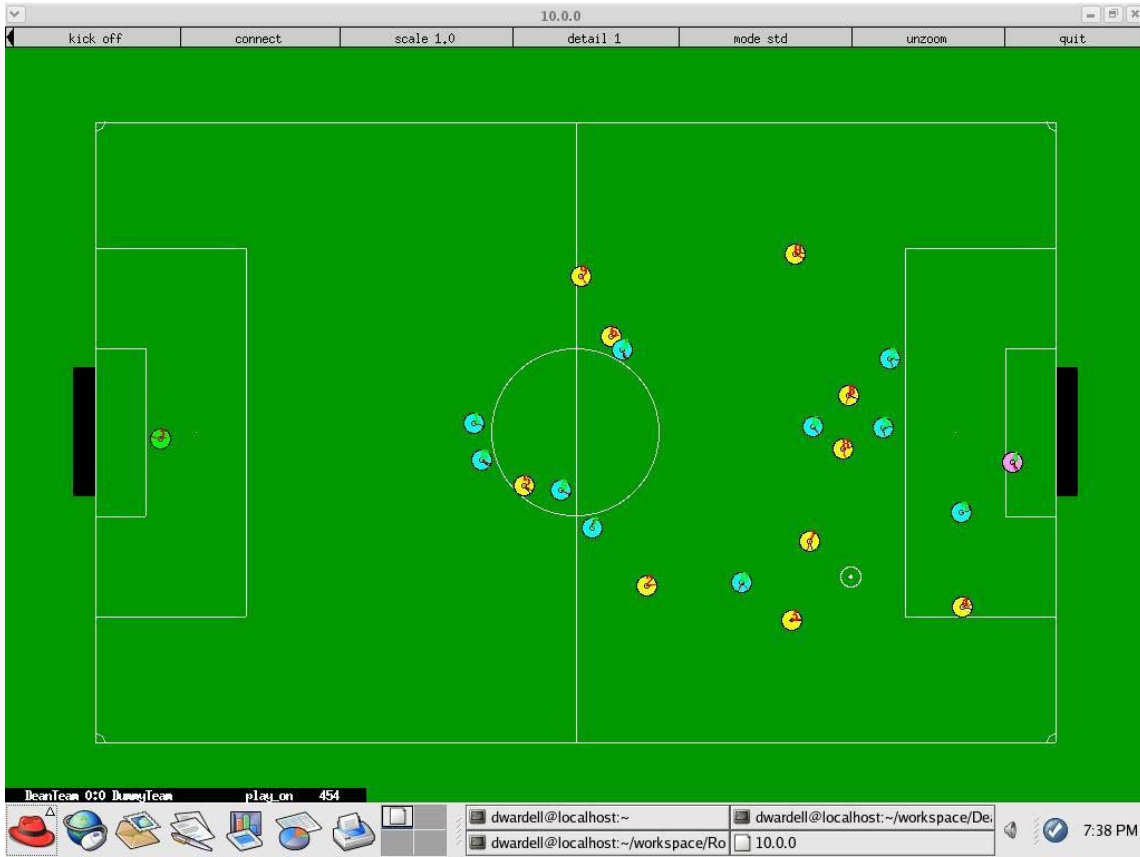 10.0.0
kick off connect scale 1.0 detail 1 mode std unzoom quit
DeanTeam 0:0 DummyTeam play_on 454
dwardell@localhost:~ dwardell@localhost:~/workspace/De
dwardell@localhost:~/workspace/Ro 10.0.0
7:38 PM